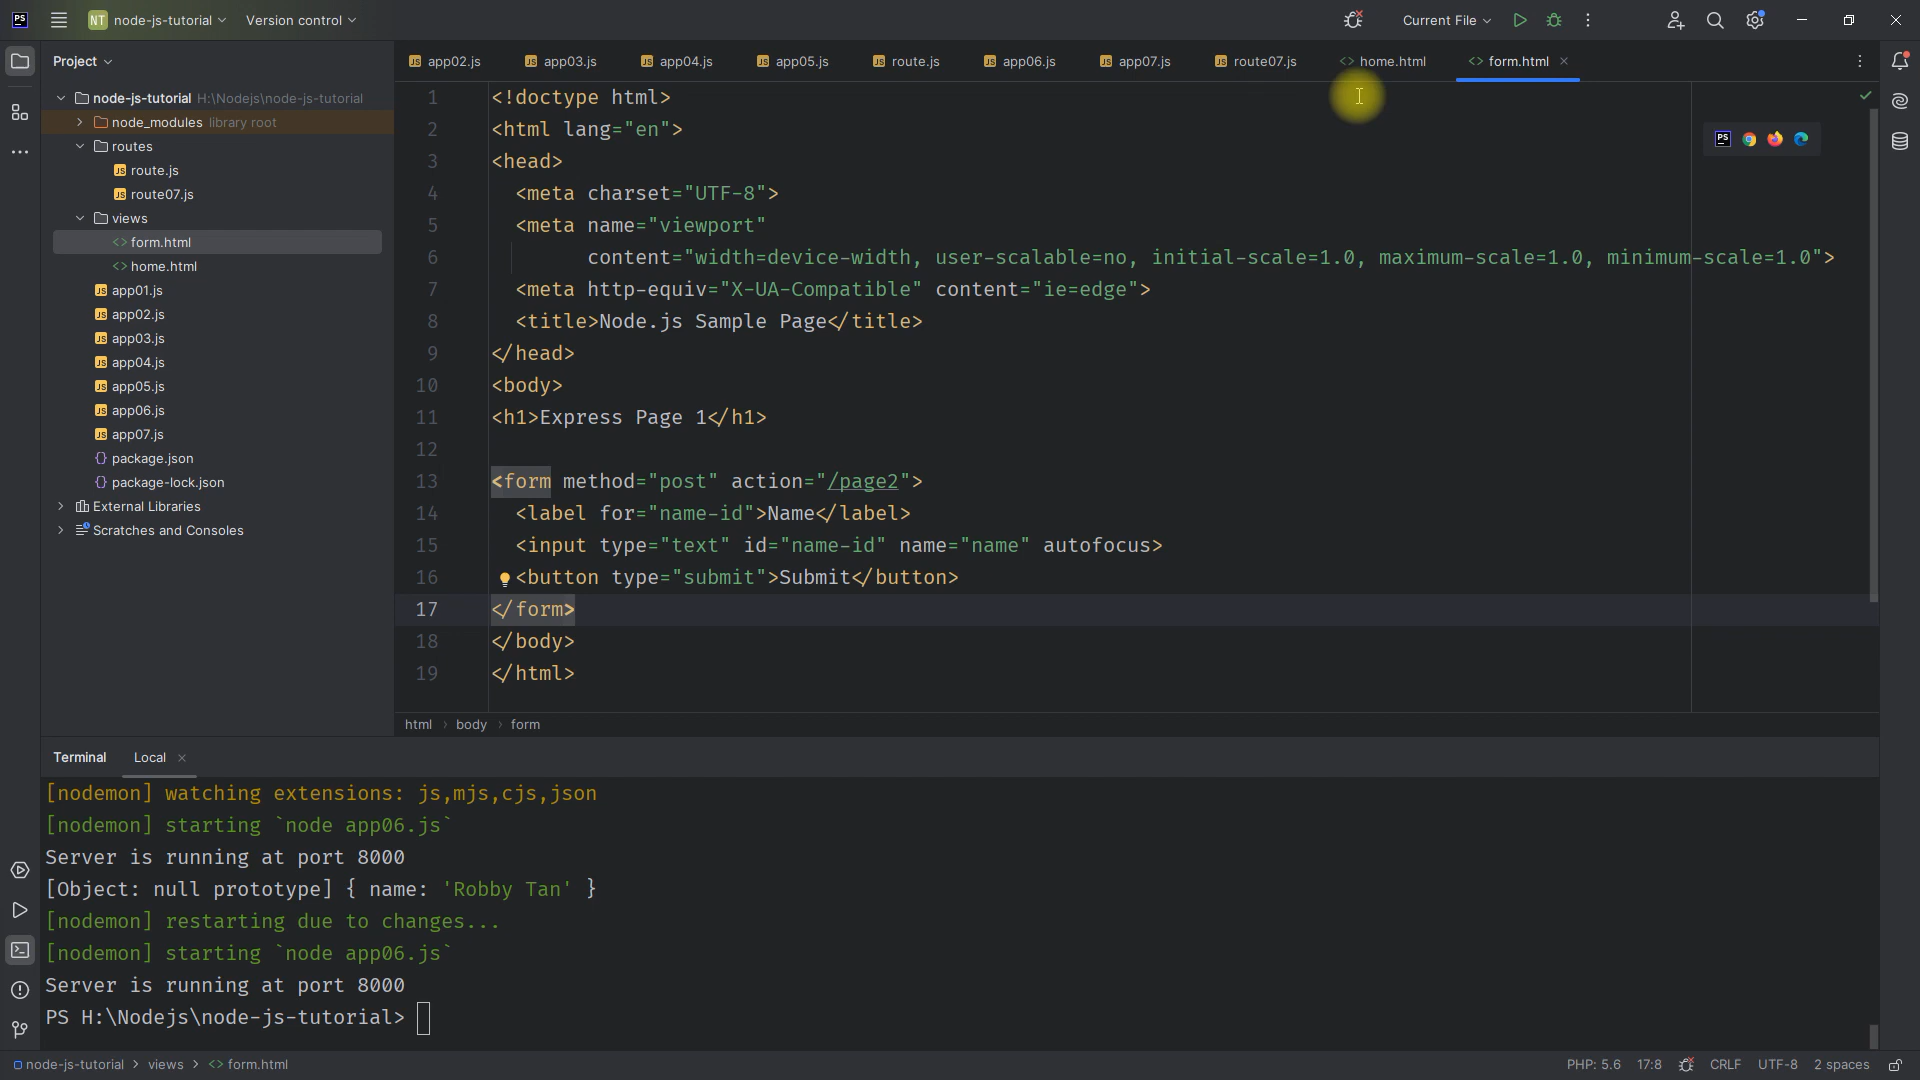 PS NT node-js-tutorial Version control Current File
Project
app02.js app03.js app04.js app05.js route.js app06.js app07.js route07.js <> home.html <> form.html
node-js-tutorial H:\Nodejs\node-js-tutorial
node_modules library root
routes
JS route.js
JS route07.js
views
<> form.html
<> home.html
JS app01.js
JS app02.js
JS app03.js
JS app04.js
JS app05.js
JS app06.js
JS app07.js
{} package.json
{} package-lock.json
External Libraries
Scratches and Consoles
1 <!doctype html>
2 <html lang="en">
3 <head>
4 <meta charset="UTF-8">
5 <meta name="viewport"
6 content="width=device-width, user-scalable=no, initial-scale=1.0, maximum-scale=1.0, minimum-scale=1.0">
7 <meta http-equiv="X-UA-Compatible" content="ie=edge">
8 <title>Node.js Sample Page</title>
9 </head>
10 <body>
11 <h1>Express Page 1</h1>
12
13 <form method="post" action="/page2">
14 <label for="name-id">Name</label>
15 <input type="text" id="name-id" name="name" autofocus>
16 <button type="submit">Submit</button>
17 </form>
18 </body>
19 </html>
PS
html › body › form
Terminal Local
[nodemon] watching extensions: js,mjs,cjs,json
[nodemon] starting `node app06.js`
Server is running at port 8000
[Object: null prototype] { name: 'Robby Tan' }
[nodemon] restarting due to changes...
[nodemon] starting `node app06.js`
Server is running at port 8000
PS H:\Nodejs\node-js-tutorial>
node-js-tutorial › views › <> form.html PHP: 5.6 17:8 CRLF UTF-8 2 spaces